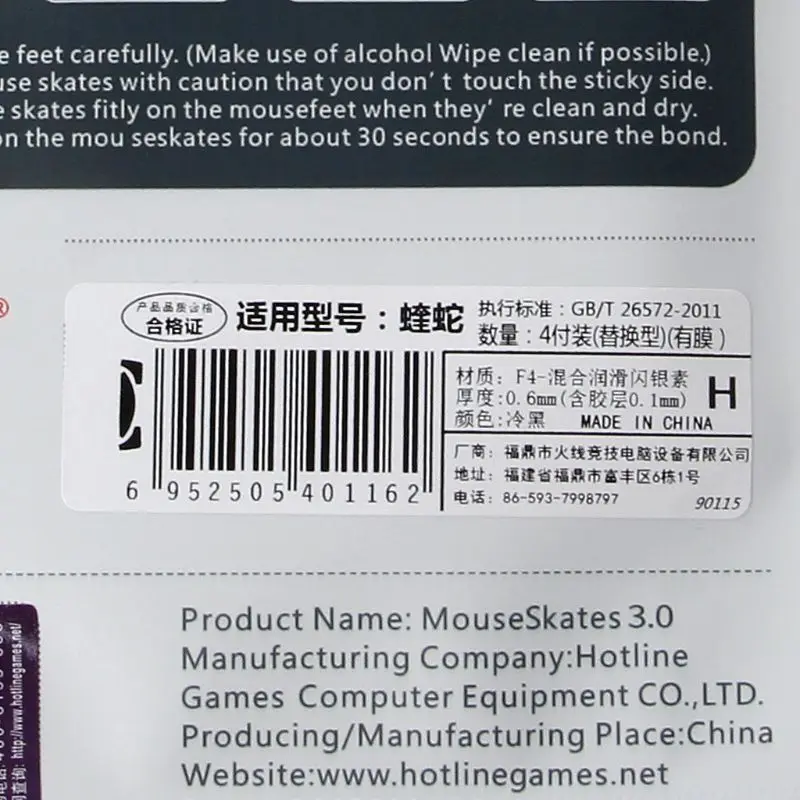 e feet carefully. (Make use of alcohol Wipe clean if possible.)
use skates with caution that you don't touch the sticky side.
e skates fitly on the mousefeet when they're clean and dry.
on the mou seskates for about 30 seconds to ensure the bond.
®
产品品质合格
合格证
适用型号：蝰蛇
执行标准：GB/T 26572-2011
数量：4付装(替换型)(有膜)
材质：F4-混合润滑闪银素
厚度:0.6mm(含胶层0.1mm)
H
颜色:冷黑 MADE IN CHINA
厂商：福鼎市火线竞技电脑设备有限公司
地址：福建省福鼎市富丰区6栋1号
电话：86-593-7998797
90115
6 952505 401162
Product Name: MouseSkates 3.0
Manufacturing Company:Hotline
Games Computer Equipment CO.,LTD.
Producing/Manufacturing Place:China
Website:www.hotlinegames.net
http://www.hotlinegames.net/